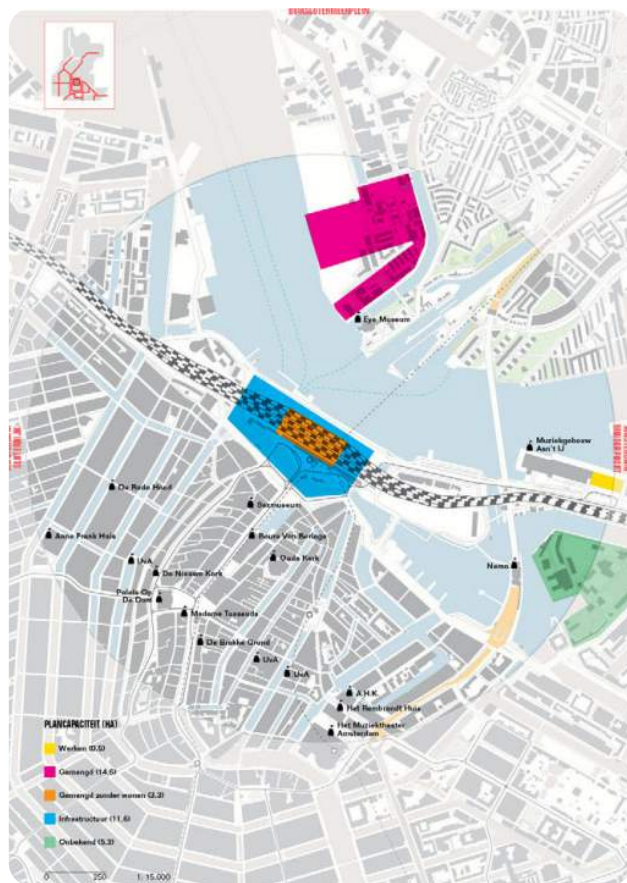 Eye Museum
Muziekgebouw
Aan't IJ
De Rode Hoed
Sexmuseum
Anne Frank Huis
Beurs Van Berlage
Oude Kerk
UvA
De Nieuwe Kerk
Nemo
Paleis Op
De Dam
Madame Tussauds
De Brakke Grond
UvA
UvA
A.H.K.
Het Rembrandt Huis
Het Muziektheater
Amsterdam
PLANCAPACITEIT (HA)
Werken (0,5)
Gemengd (14,6)
Gemengd zonder wonen (2,2)
Infrastructuur (11,6)
Onbekend (5,3)
0 250 1: 15.000